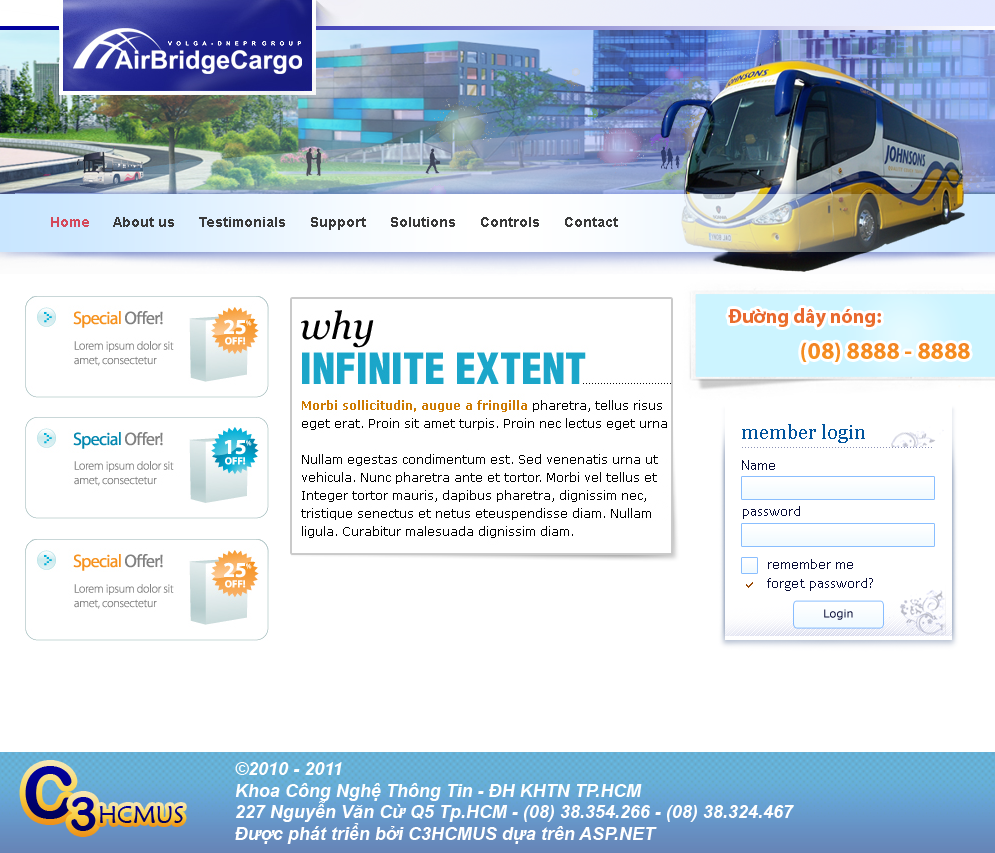 VOLGA-DNEPR GROUP
AirBridgeCargo
JOHNSONS
JOHNSONS
Home About us Testimonials Support Solutions Controls Contact
Special Offer!
Lorem ipsum dolor sit
amet, consectetur
25%
OFF!
Special Offer!
Lorem ipsum dolor sit
amet, consectetur
15%
OFF!
Special Offer!
Lorem ipsum dolor sit
amet, consectetur
25%
OFF!
why
INFINITE EXTENT
Morbi sollicitudin, augue a fringilla pharetra, tellus risus
eget erat. Proin sit amet turpis. Proin nec lectus eget urna
Nullam egestas condimentum est. Sed venenatis urna ut
vehicula. Nunc pharetra ante et tortor. Morbi vel tellus et
Integer tortor mauris, dapibus pharetra, dignissim nec,
tristique senectus et netus eteuspendisse diam. Nullam
ligula. Curabitur malesuada dignissim diam.
Đường dây nóng:
(08) 8888 - 8888
member login
Name
password
remember me
forget password?
Login
C3HCMUS
©2010 - 2011
Khoa Công Nghệ Thông Tin - ĐH KHTN TP.HCM
227 Nguyễn Văn Cừ Q5 Tp.HCM - (08) 38.354.266 - (08) 38.324.467
Được phát triển bởi C3HCMUS dựa trên ASP.NET